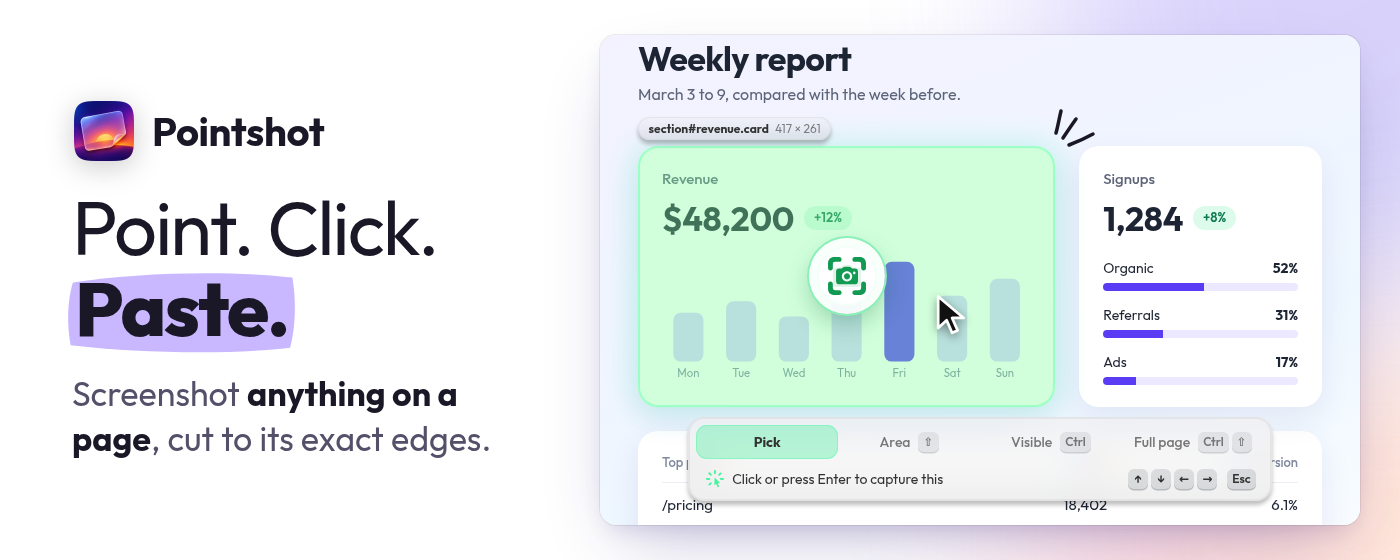 Pointshot
Point. Click.
Paste.
Screenshot anything on a
page, cut to its exact edges.
Weekly report
March 3 to 9, compared with the week before.
section#revenue.card 417 × 261
Revenue
$48,200 +12%
Mon Tue Wed Thu Fri Sat Sun
Signups
1,284 +8%
Organic 52%
Referrals 31%
Ads 17%
Pick Area ⇧ Visible Ctrl Full page Ctrl ⇧
Click or press Enter to capture this ↑ ↓ ← → Esc
Top
/pricing 18,402 6.1%